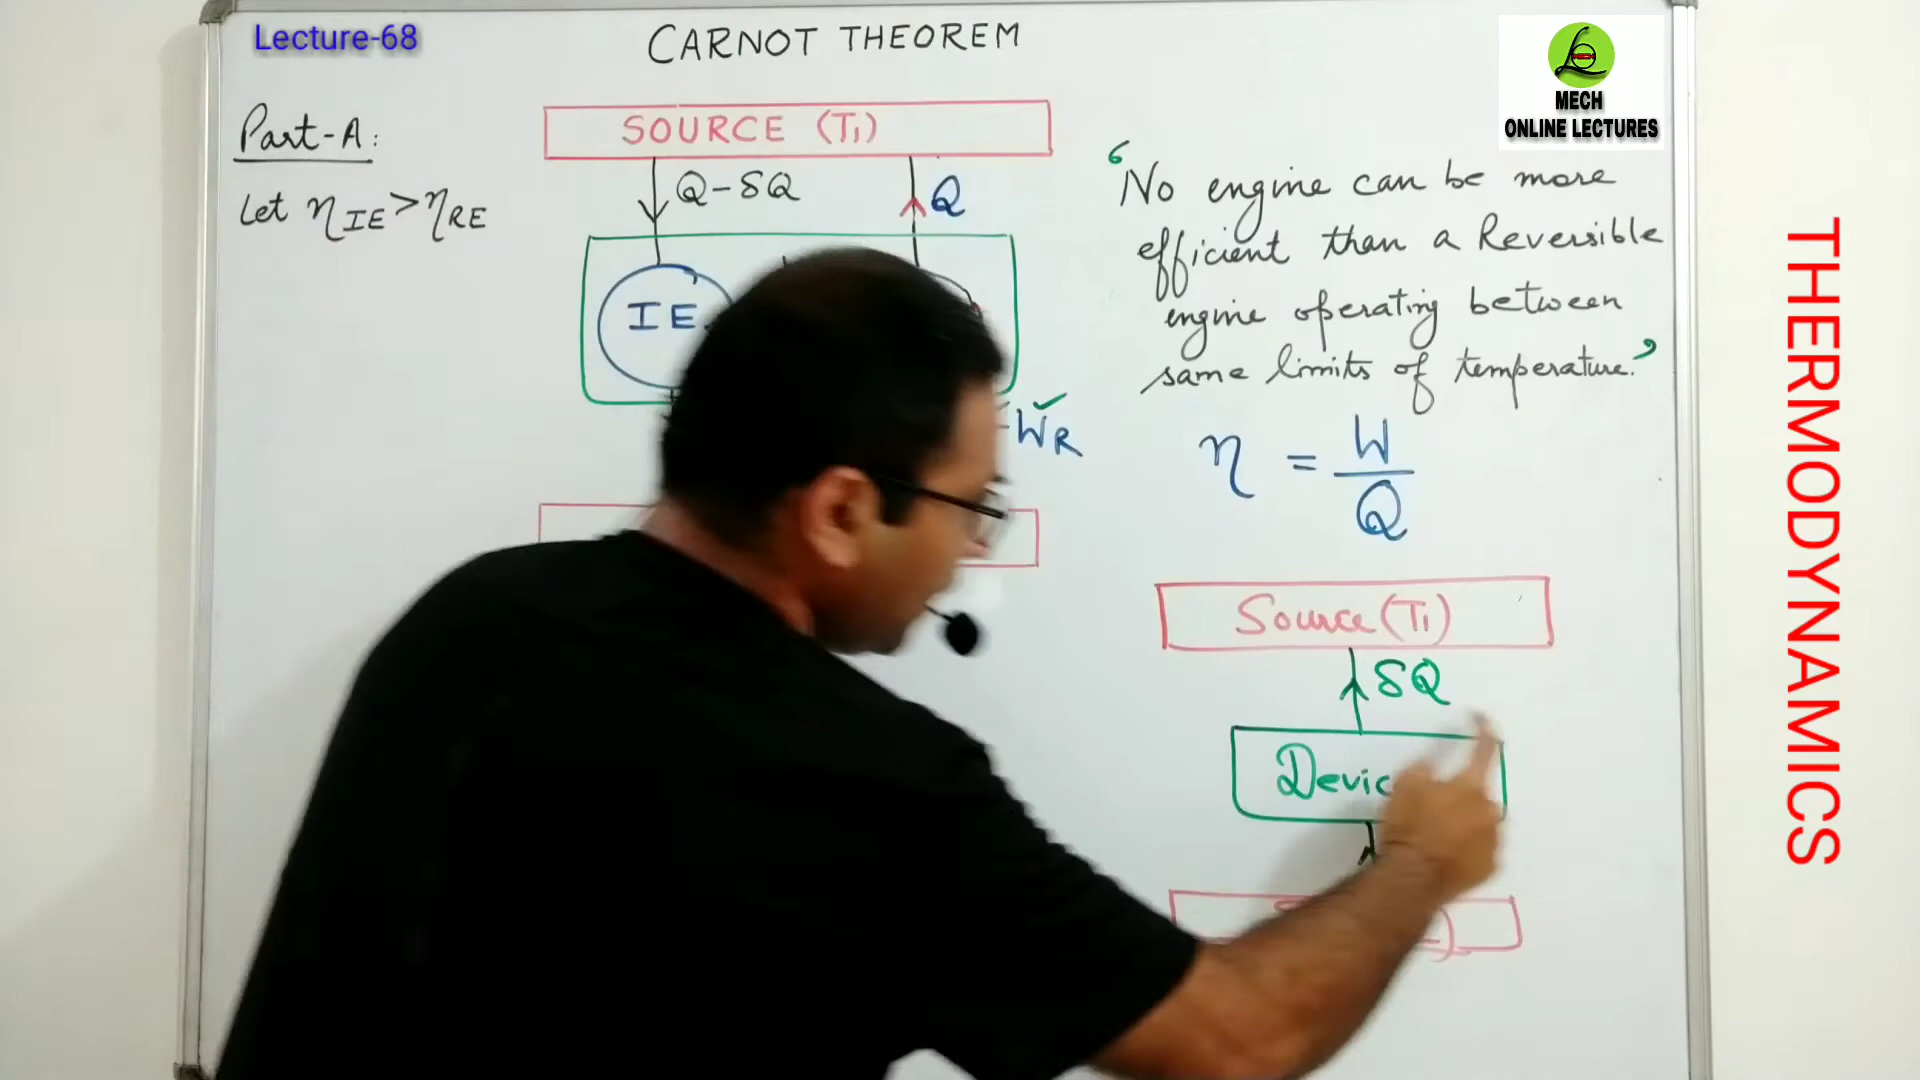 Lecture-68
CARNOT THEOREM
MECH
ONLINE LECTURES
Part-A:
Let ηIE>ηRE
SOURCE (T1)
Q-δQ
Q
IE
WR
‘No engine can be more
efficient than a Reversible
engine operating between
same limits of temperature.’
η = W
Q
Source (T1)
δQ
THERMODYNAMICS